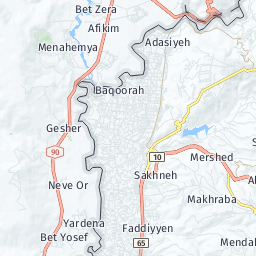 Bet Zera
Afikim
Adasiyeh
Menahemya
Baqoorah
Gesher
90
10
Mershed
Sakhneh
Neve Or
Makhraba
Yardena
Faddiyyen
Bet Yosef
65